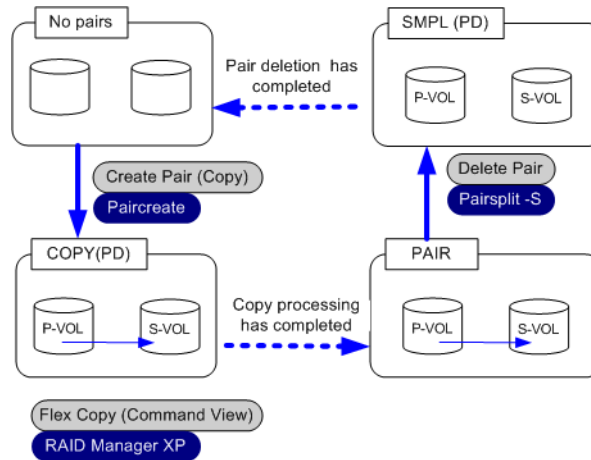 No pairs
SMPL (PD)
P-VOL
S-VOL
Pair deletion has
completed
Create Pair (Copy)
Paircreate
Delete Pair
Pairsplit -S
COPY(PD)
P-VOL
S-VOL
Copy processing
has completed
PAIR
P-VOL
S-VOL
Flex Copy (Command View)
RAID Manager XP